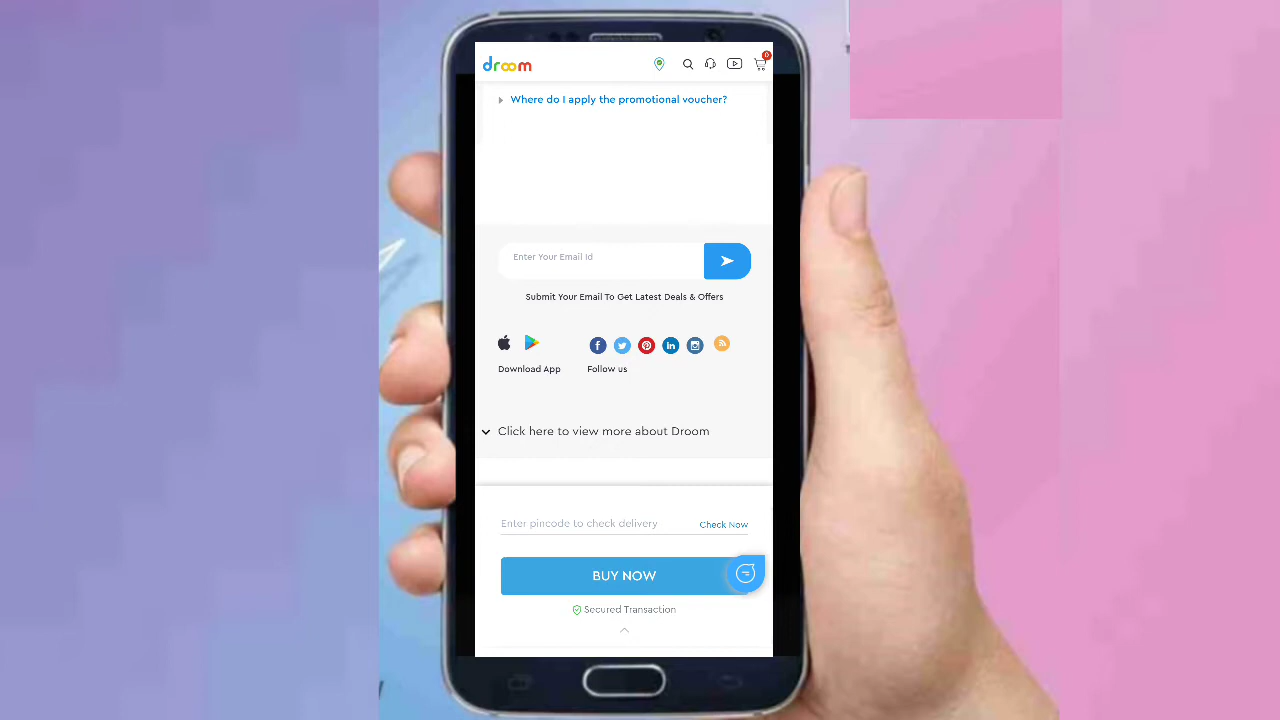 droom
0
Where do I apply the promotional voucher?
Enter Your Email Id
Submit Your Email To Get Latest Deals & Offers
Download App
Follow us
Click here to view more about Droom
Enter pincode to check delivery
Check Now
BUY NOW
Secured Transaction